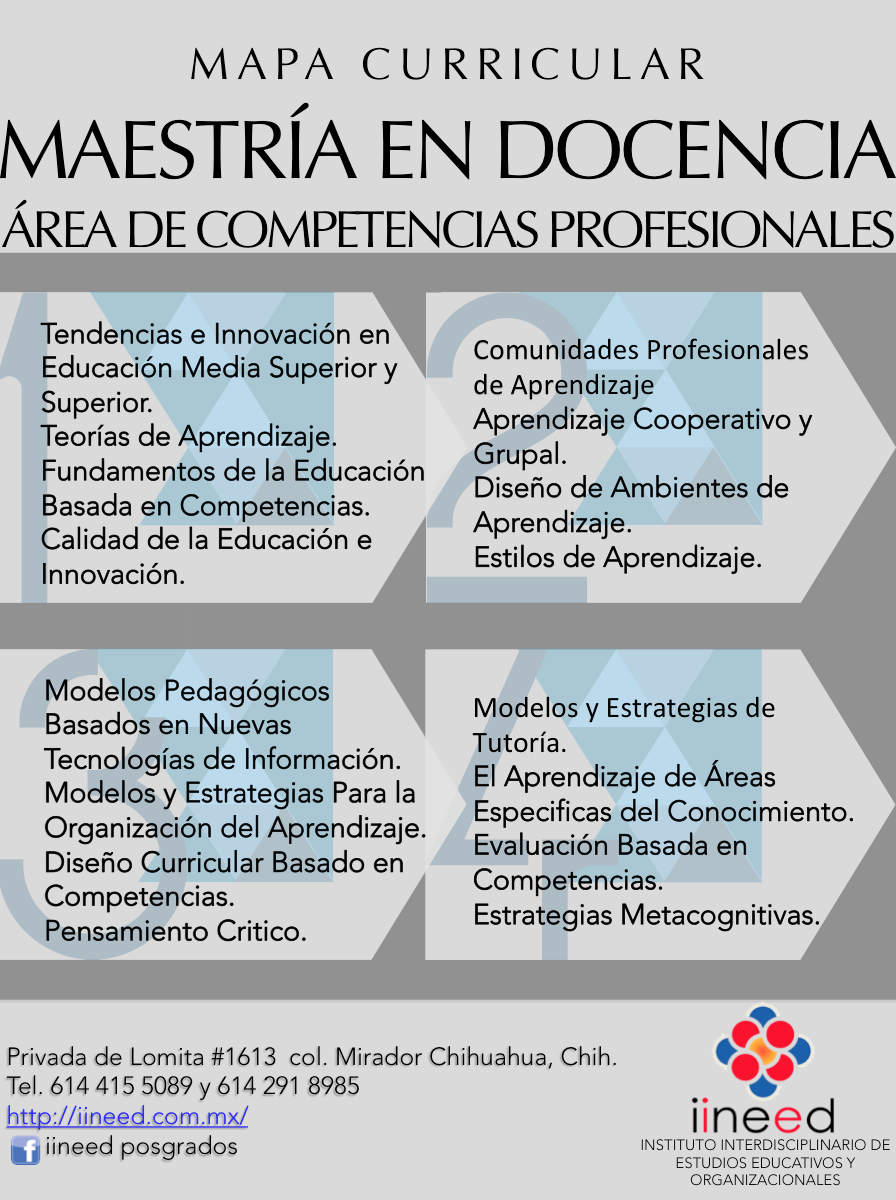 MAPA CURRICULAR
MAESTRÍA EN DOCENCIA
ÁREA DE COMPETENCIAS PROFESIONALES
1
Tendencias e Innovación en
Educación Media Superior y
Superior.
Teorías de Aprendizaje.
Fundamentos de la Educación
Basada en Competencias.
Calidad de la Educación e
Innovación.
2
Comunidades Profesionales
de Aprendizaje
Aprendizaje Cooperativo y
Grupal.
Diseño de Ambientes de
Aprendizaje.
Estilos de Aprendizaje.
3
Modelos Pedagógicos
Basados en Nuevas
Tecnologías de Información.
Modelos y Estrategias Para la
Organización del Aprendizaje.
Diseño Curricular Basado en
Competencias.
Pensamiento Critico.
4
Modelos y Estrategias de
Tutoría.
El Aprendizaje de Áreas
Especificas del Conocimiento.
Evaluación Basada en
Competencias.
Estrategias Metacognitivas.
Privada de Lomita #1613  col. Mirador Chihuahua, Chih.
Tel. 614 415 5089 y 614 291 8985
http://iineed.com.mx/
f iineed posgrados
iineed
INSTITUTO INTERDISCIPLINARIO DE
ESTUDIOS EDUCATIVOS Y
ORGANIZACIONALES